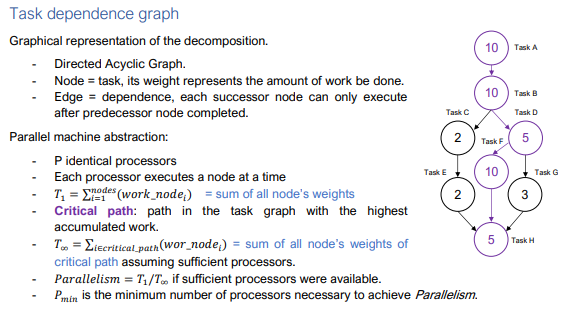 Task dependence graph
Graphical representation of the decomposition.
- Directed Acyclic Graph.
- Node = task, its weight represents the amount of work be done.
- Edge = dependence, each successor node can only execute
after predecessor node completed.
Parallel machine abstraction:
- P identical processors
- Each processor executes a node at a time
- T₁ = Σᵢ₌₁ⁿᵒᵈᵉˢ(work_nodeᵢ) = sum of all node's weights
- Critical path: path in the task graph with the highest
accumulated work.
- T∞ = Σᵢ∈critical_path(wor_nodeᵢ) = sum of all node's weights of
critical path assuming sufficient processors.
- Parallelism = T₁/T∞ if sufficient processors were available.
- Pₘᵢₙ is the minimum number of processors necessary to achieve Parallelism.
10 Task A
10 Task B
Task C Task D
2 Task F 5
Task E 10 Task G
2 3
5 Task H